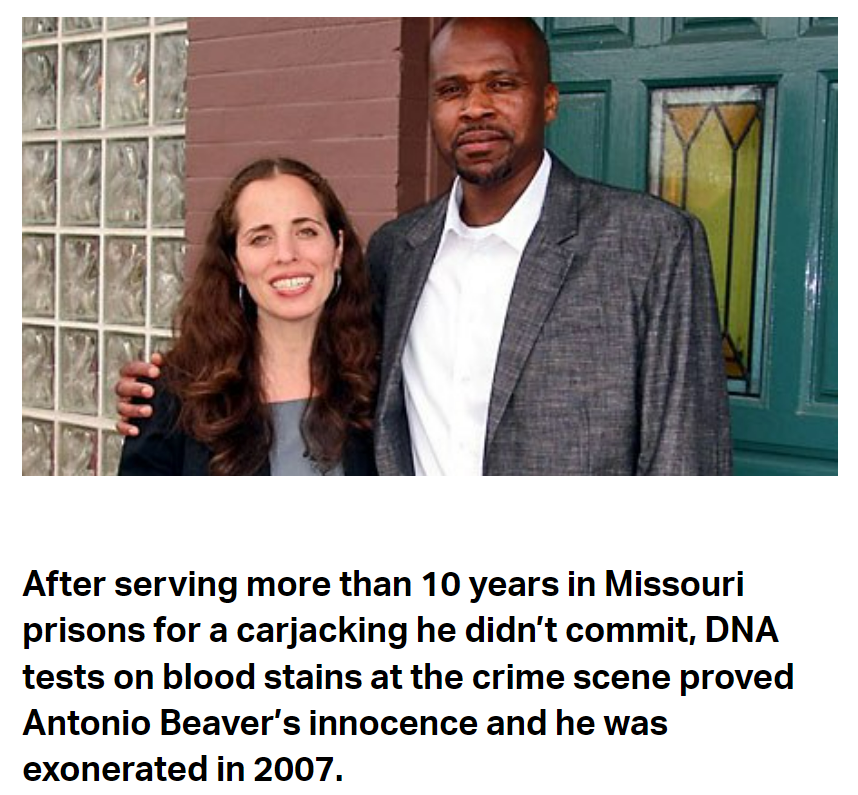 After serving more than 10 years in Missouri
prisons for a carjacking he didn’t commit, DNA
tests on blood stains at the crime scene proved
Antonio Beaver’s innocence and he was
exonerated in 2007.